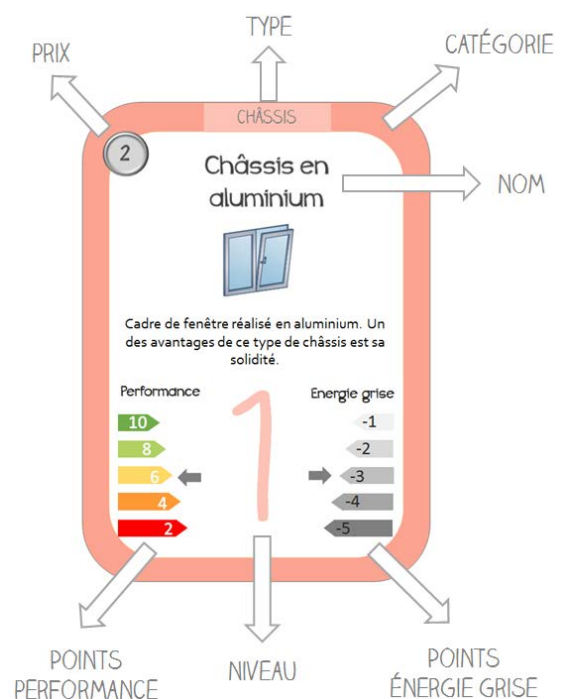 TYPE
PRIX
CATÉGORIE
CHÂSSIS
2
Châssis en
aluminium
NOM
Cadre de fenêtre réalisé en aluminium. Un
des avantages de ce type de châssis est sa
solidité.
Performance
10
8
6
4
2
1
Energie grise
-1
-2
-3
-4
-5
POINTS
PERFORMANCE
NIVEAU
POINTS
ÉNERGIE GRISE